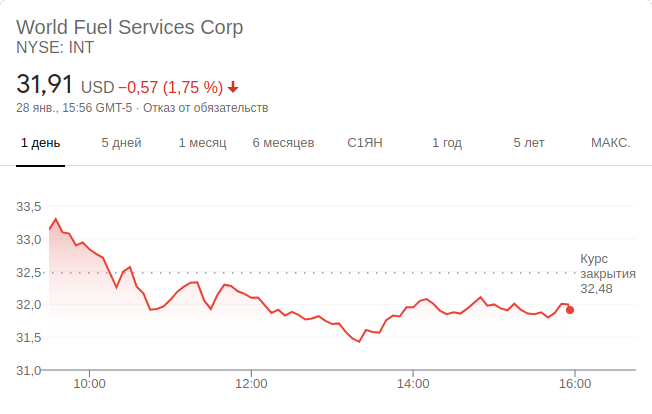 World Fuel Services Corp
NYSE: INT
31,91 USD −0,57 (1,75 %)
28 янв., 15:56 GMT-5 · Отказ от обязательств
1 день 5 дней 1 месяц 6 месяцев С1ЯН 1 год 5 лет МАКС.
33,5
33,0
32,5
32,0
31,5
31,0
Курс
закрытия
32,48
10:00 12:00 14:00 16:00